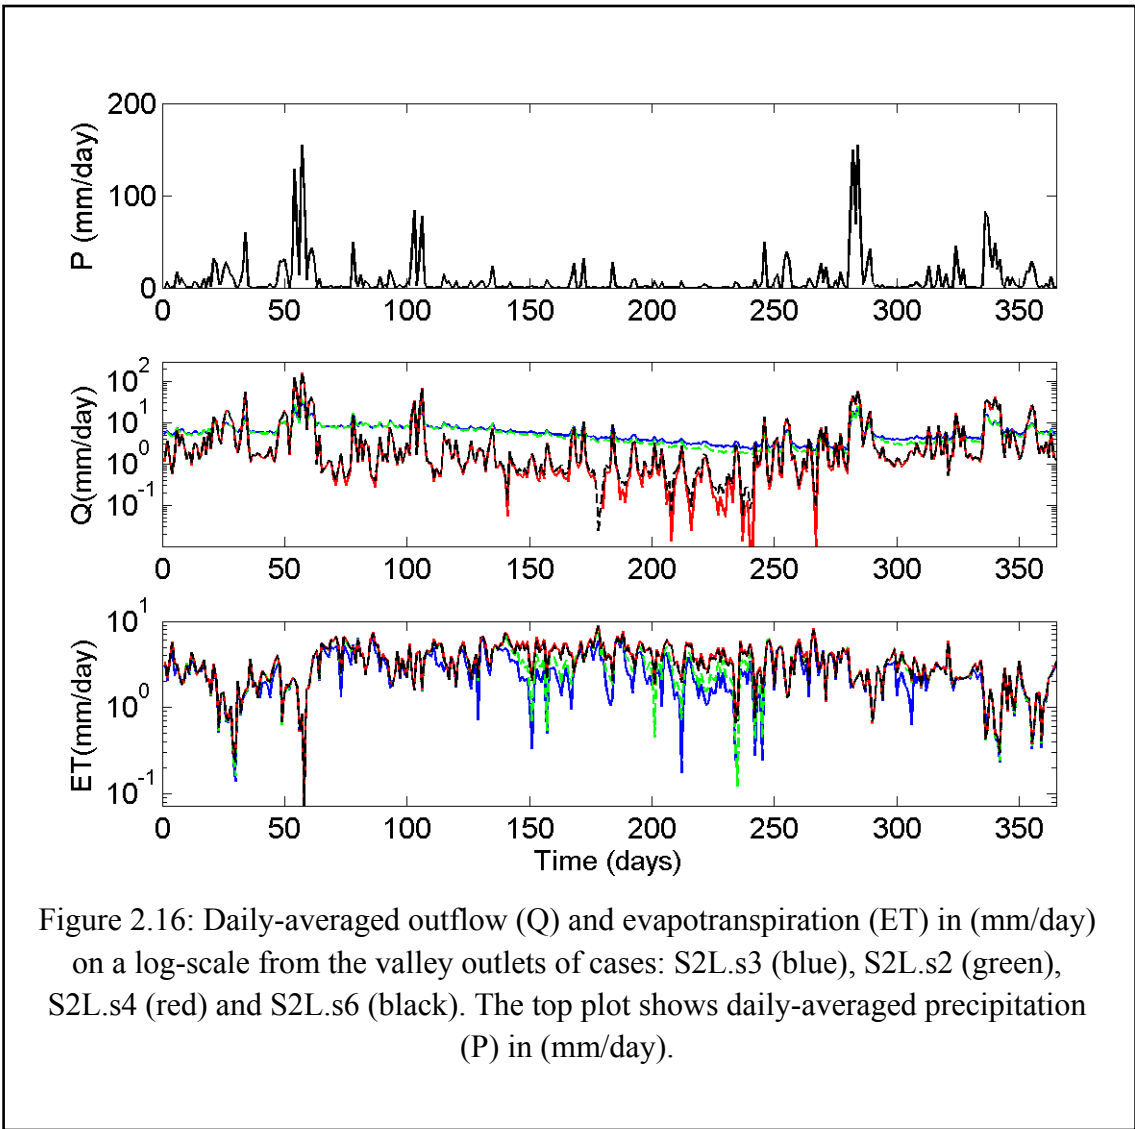 200
100
0
P (mm/day)
0 50 100 150 200 250 300 350
10^2
10^1
10^0
10^-1
Q(mm/day)
0 50 100 150 200 250 300 350
10^1
10^0
10^-1
ET(mm/day)
0 50 100 150 200 250 300 350
Time (days)
Figure 2.16: Daily-averaged outflow (Q) and evapotranspiration (ET) in (mm/day)
on a log-scale from the valley outlets of cases: S2L.s3 (blue), S2L.s2 (green),
S2L.s4 (red) and S2L.s6 (black). The top plot shows daily-averaged precipitation
(P) in (mm/day).